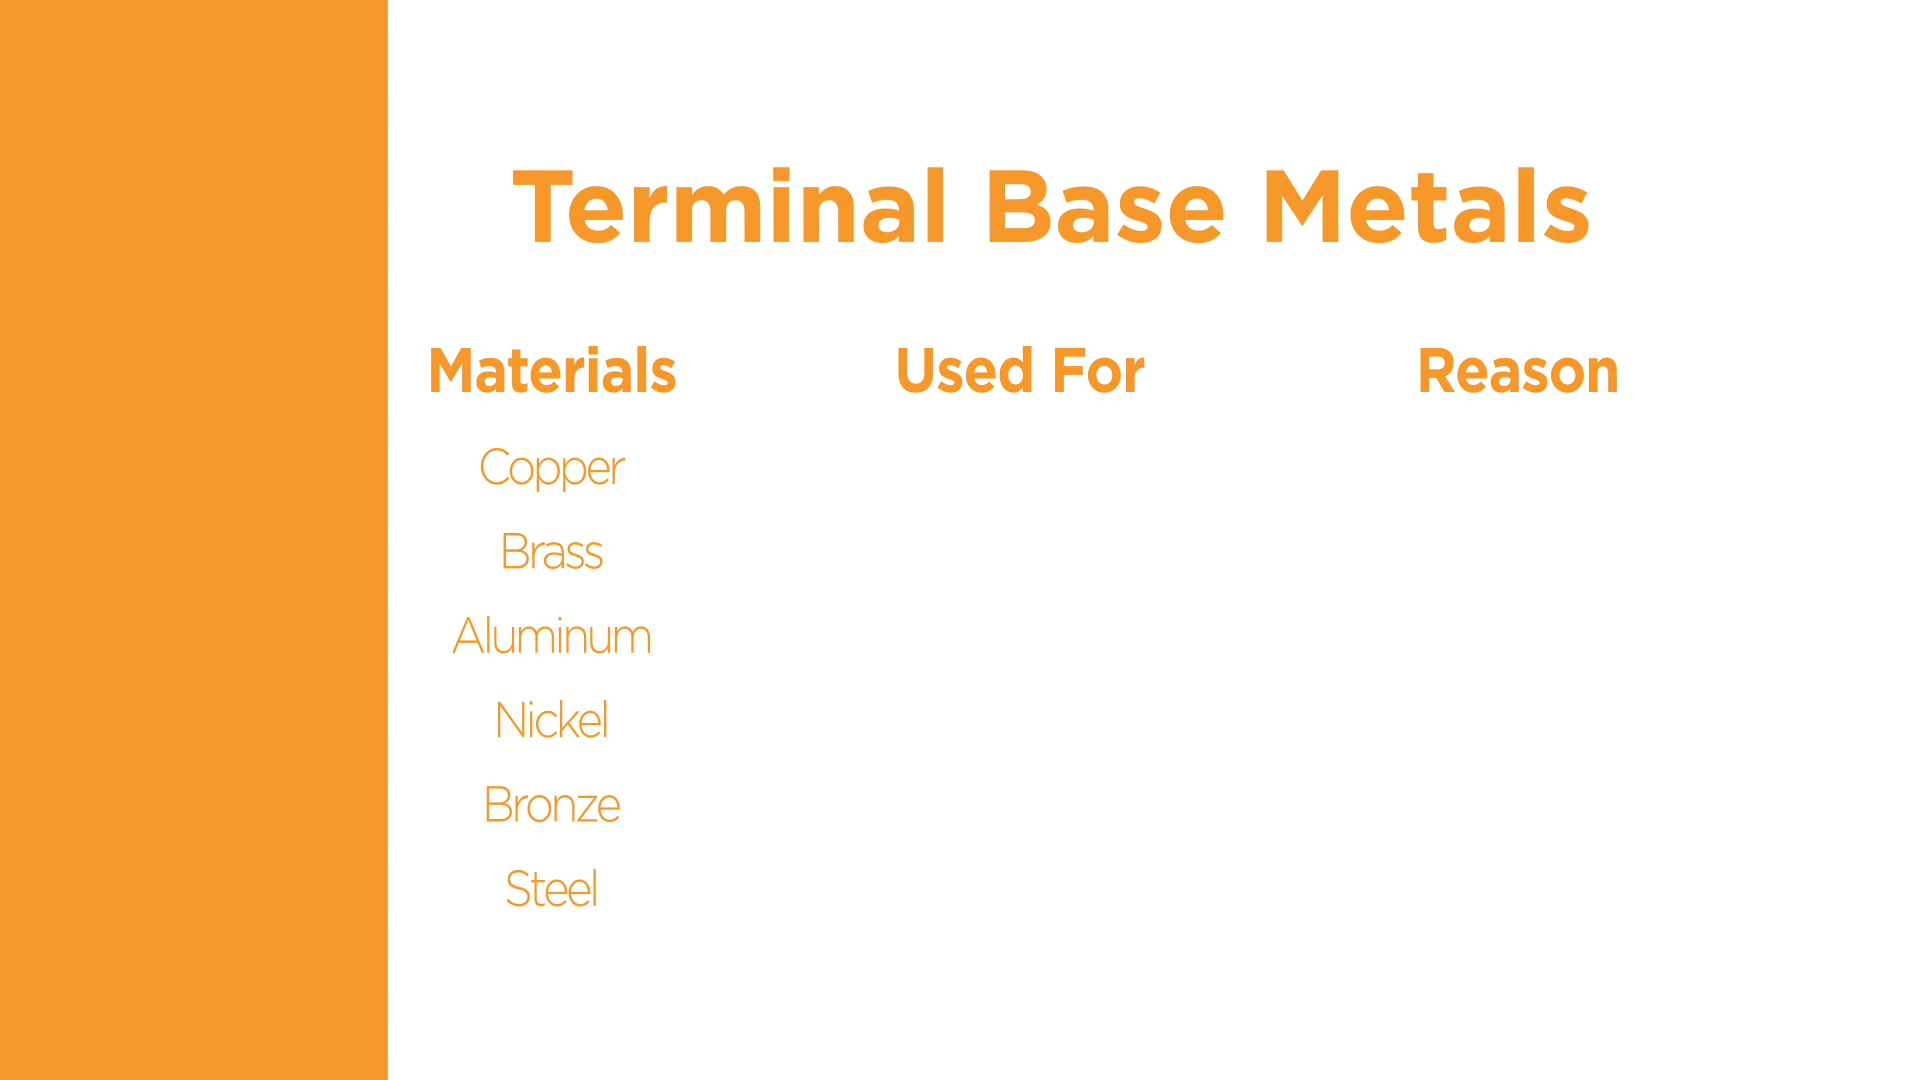 Terminal Base Metals
Materials Used For Reason
Copper
Brass
Aluminum
Nickel
Bronze
Steel